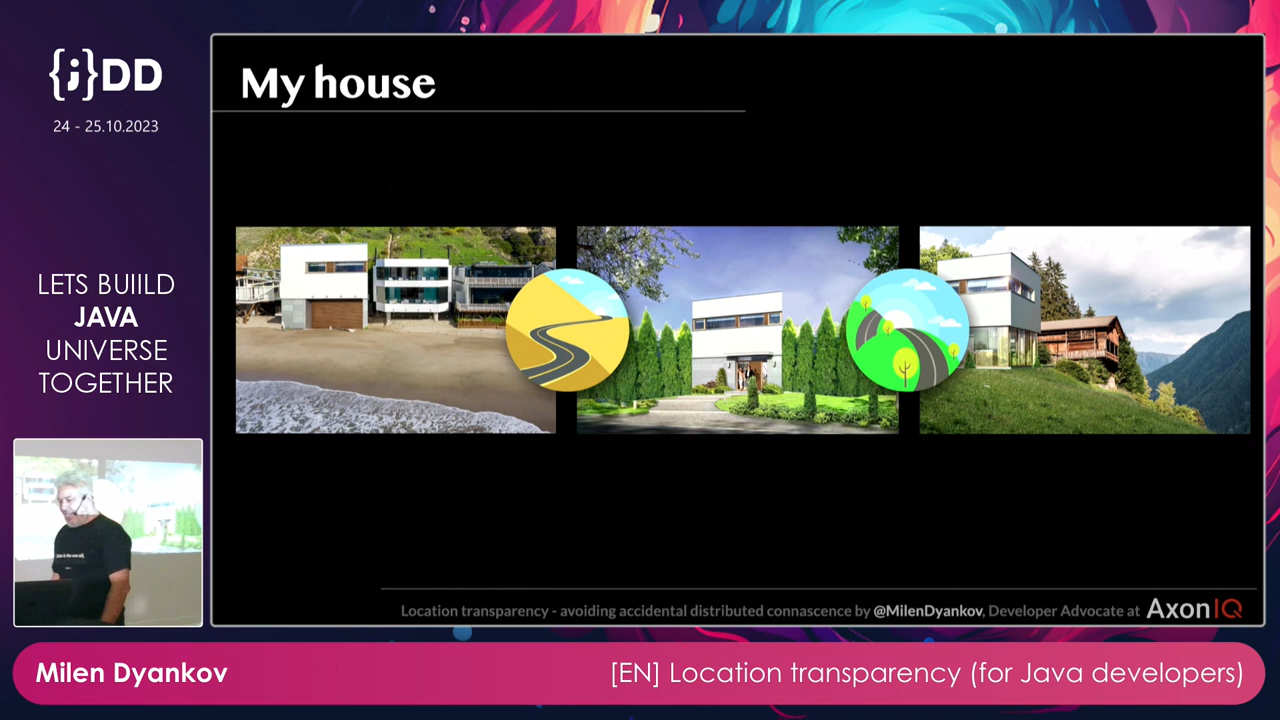 {j}DD
24 - 25.10.2023
LETS BUIILD
JAVA
UNIVERSE
TOGETHER
My house
Location transparency - avoiding accidental distributed connascence by @MilenDyankov, Developer Advocate at AxonIQ
Milen Dyankov
[EN] Location transparency (for Java developers)